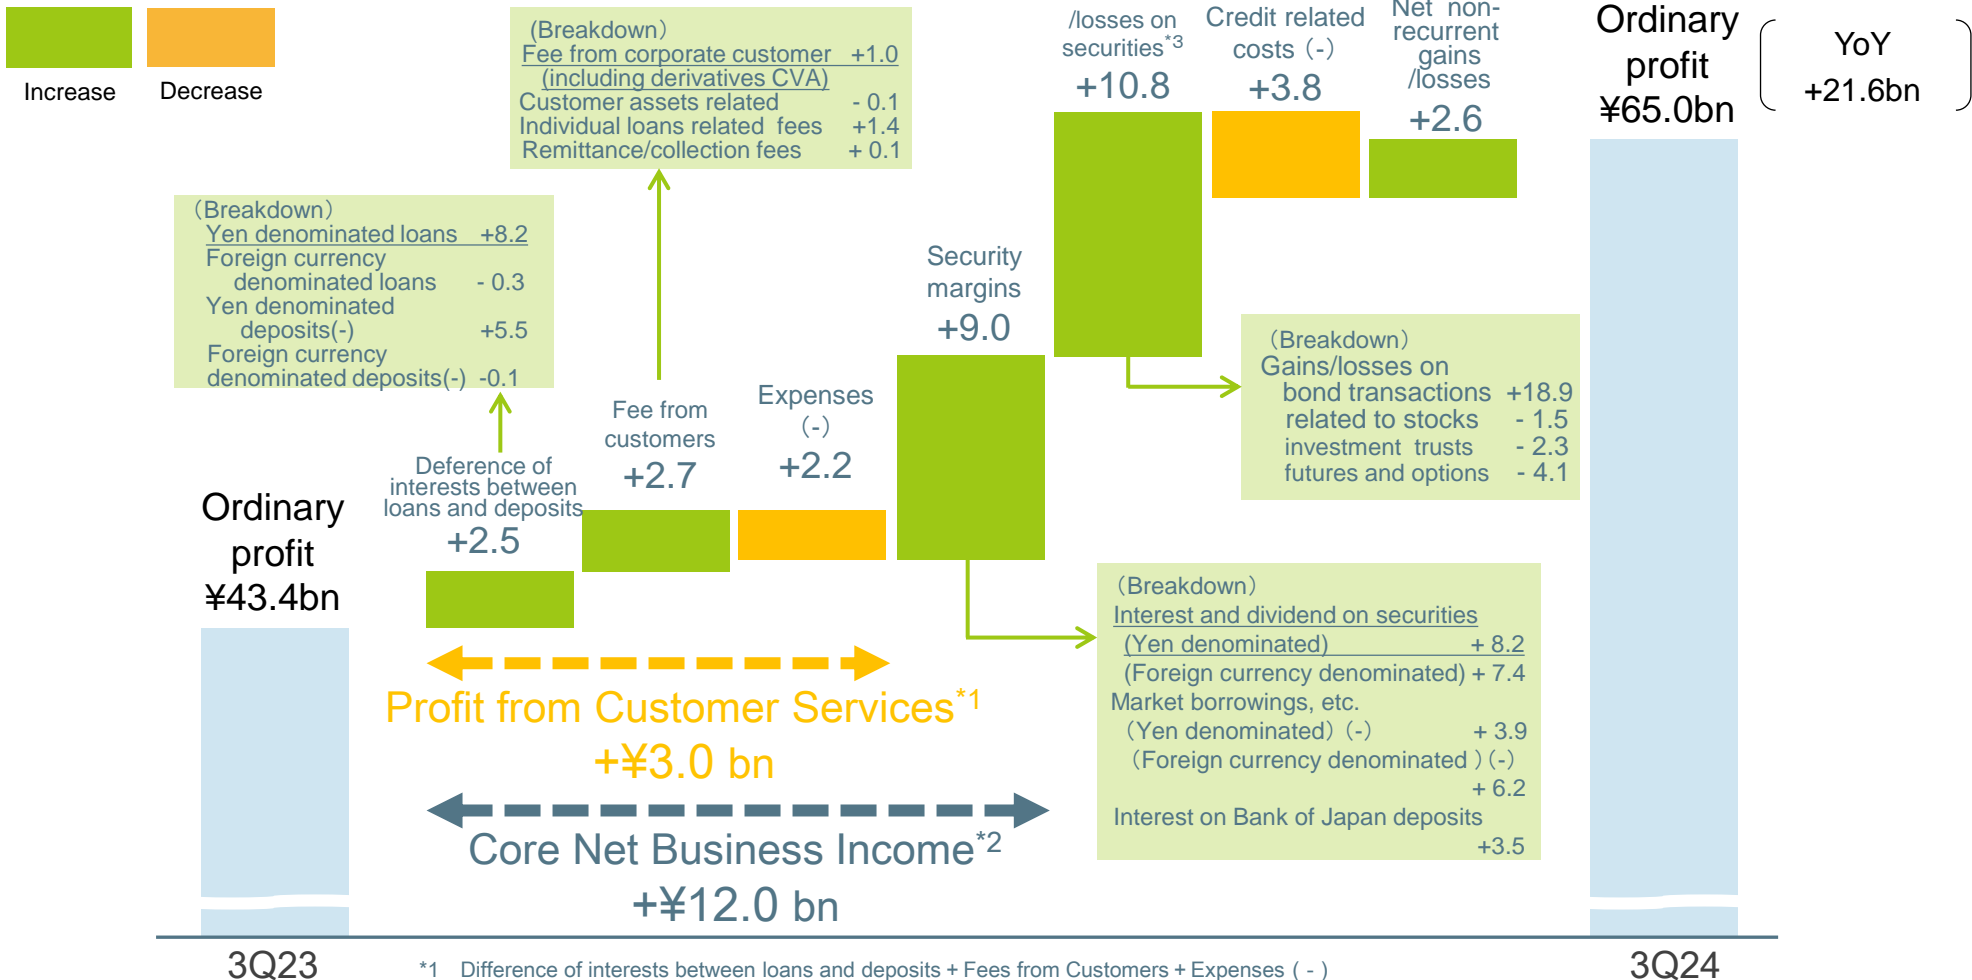 Increase
Decrease
(Breakdown）
Fee from corporate customer +1.0
(including derivatives CVA)
Customer assets related - 0.1
Individual loans related fees +1.4
Remittance/collection fees + 0.1
（Breakdown）
Yen denominated loans +8.2
Foreign currency
denominated loans - 0.3
Yen denominated
deposits(-) +5.5
Foreign currency
denominated deposits(-) -0.1
Ordinary
profit
¥43.4bn
Deference of
interests between
loans and deposits
+2.5
Fee from
customers
+2.7
Expenses
（-）
+2.2
Security
margins
+9.0
/losses on
securities*3
+10.8
Credit related
costs（-）
+3.8
Net non-
recurrent
gains
/losses
+2.6
Ordinary
profit
¥65.0bn
YoY
+21.6bn
（Breakdown）
Gains/losses on
bond transactions +18.9
related to stocks - 1.5
investment trusts - 2.3
futures and options - 4.1
（Breakdown）
Interest and dividend on securities
(Yen denominated) + 8.2
(Foreign currency denominated) + 7.4
Market borrowings, etc.
（Yen denominated）（-） + 3.9
（Foreign currency denominated ）（-）
+ 6.2
Interest on Bank of Japan deposits
+3.5
Profit from Customer Services*1
+¥3.0 bn
Core Net Business Income*2
+¥12.0 bn
3Q23
3Q24
*1 Difference of interests between loans and deposits + Fees from Customers + Expenses（ - ）